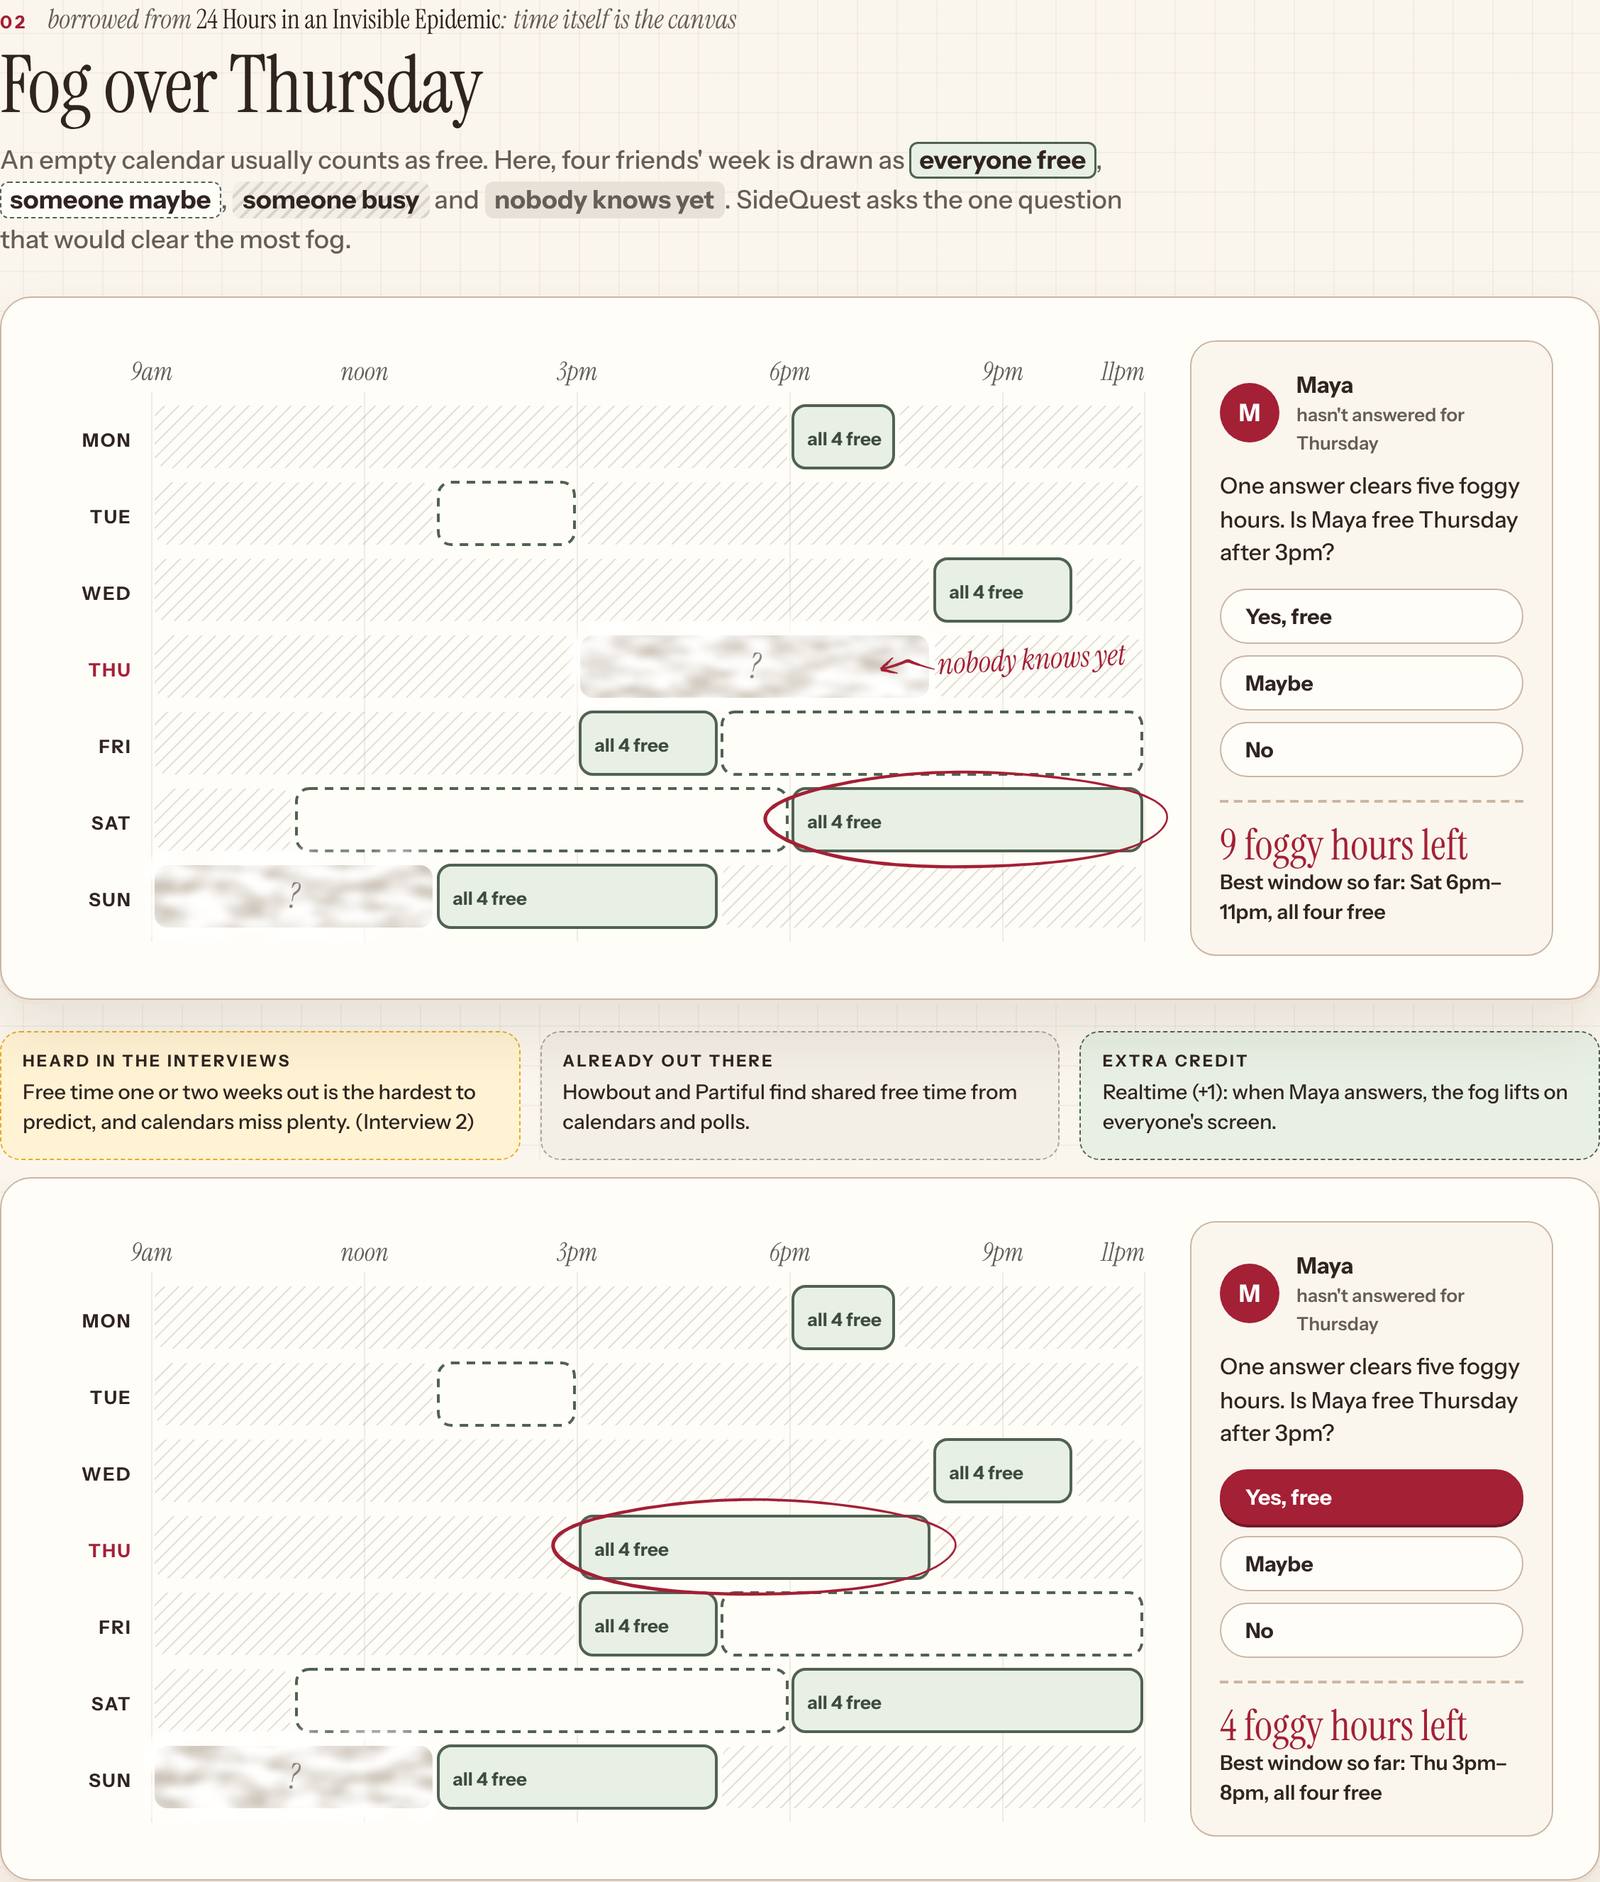 02 borrowed from 24 Hours in an Invisible Epidemic: time itself is the canvas
Fog over Thursday
An empty calendar usually counts as free. Here, four friends' week is drawn as everyone free,
someone maybe, someone busy and nobody knows yet. SideQuest asks the one question
that would clear the most fog.
9am noon 3pm 6pm 9pm 11pm
MON all 4 free
TUE
WED all 4 free
THU ? nobody knows yet
FRI all 4 free
SAT all 4 free
SUN ? all 4 free
M Maya
hasn't answered for
Thursday
One answer clears five foggy
hours. Is Maya free Thursday
after 3pm?
Yes, free
Maybe
No
9 foggy hours left
Best window so far: Sat 6pm–
11pm, all four free
HEARD IN THE INTERVIEWS
Free time one or two weeks out is the hardest to
predict, and calendars miss plenty. (Interview 2)
ALREADY OUT THERE
Howbout and Partiful find shared free time from
calendars and polls.
EXTRA CREDIT
Realtime (+1): when Maya answers, the fog lifts on
everyone's screen.
9am noon 3pm 6pm 9pm 11pm
MON all 4 free
TUE
WED all 4 free
THU all 4 free
FRI all 4 free
SAT all 4 free
SUN ? all 4 free
M Maya
hasn't answered for
Thursday
One answer clears five foggy
hours. Is Maya free Thursday
after 3pm?
Yes, free
Maybe
No
4 foggy hours left
Best window so far: Thu 3pm–
8pm, all four free